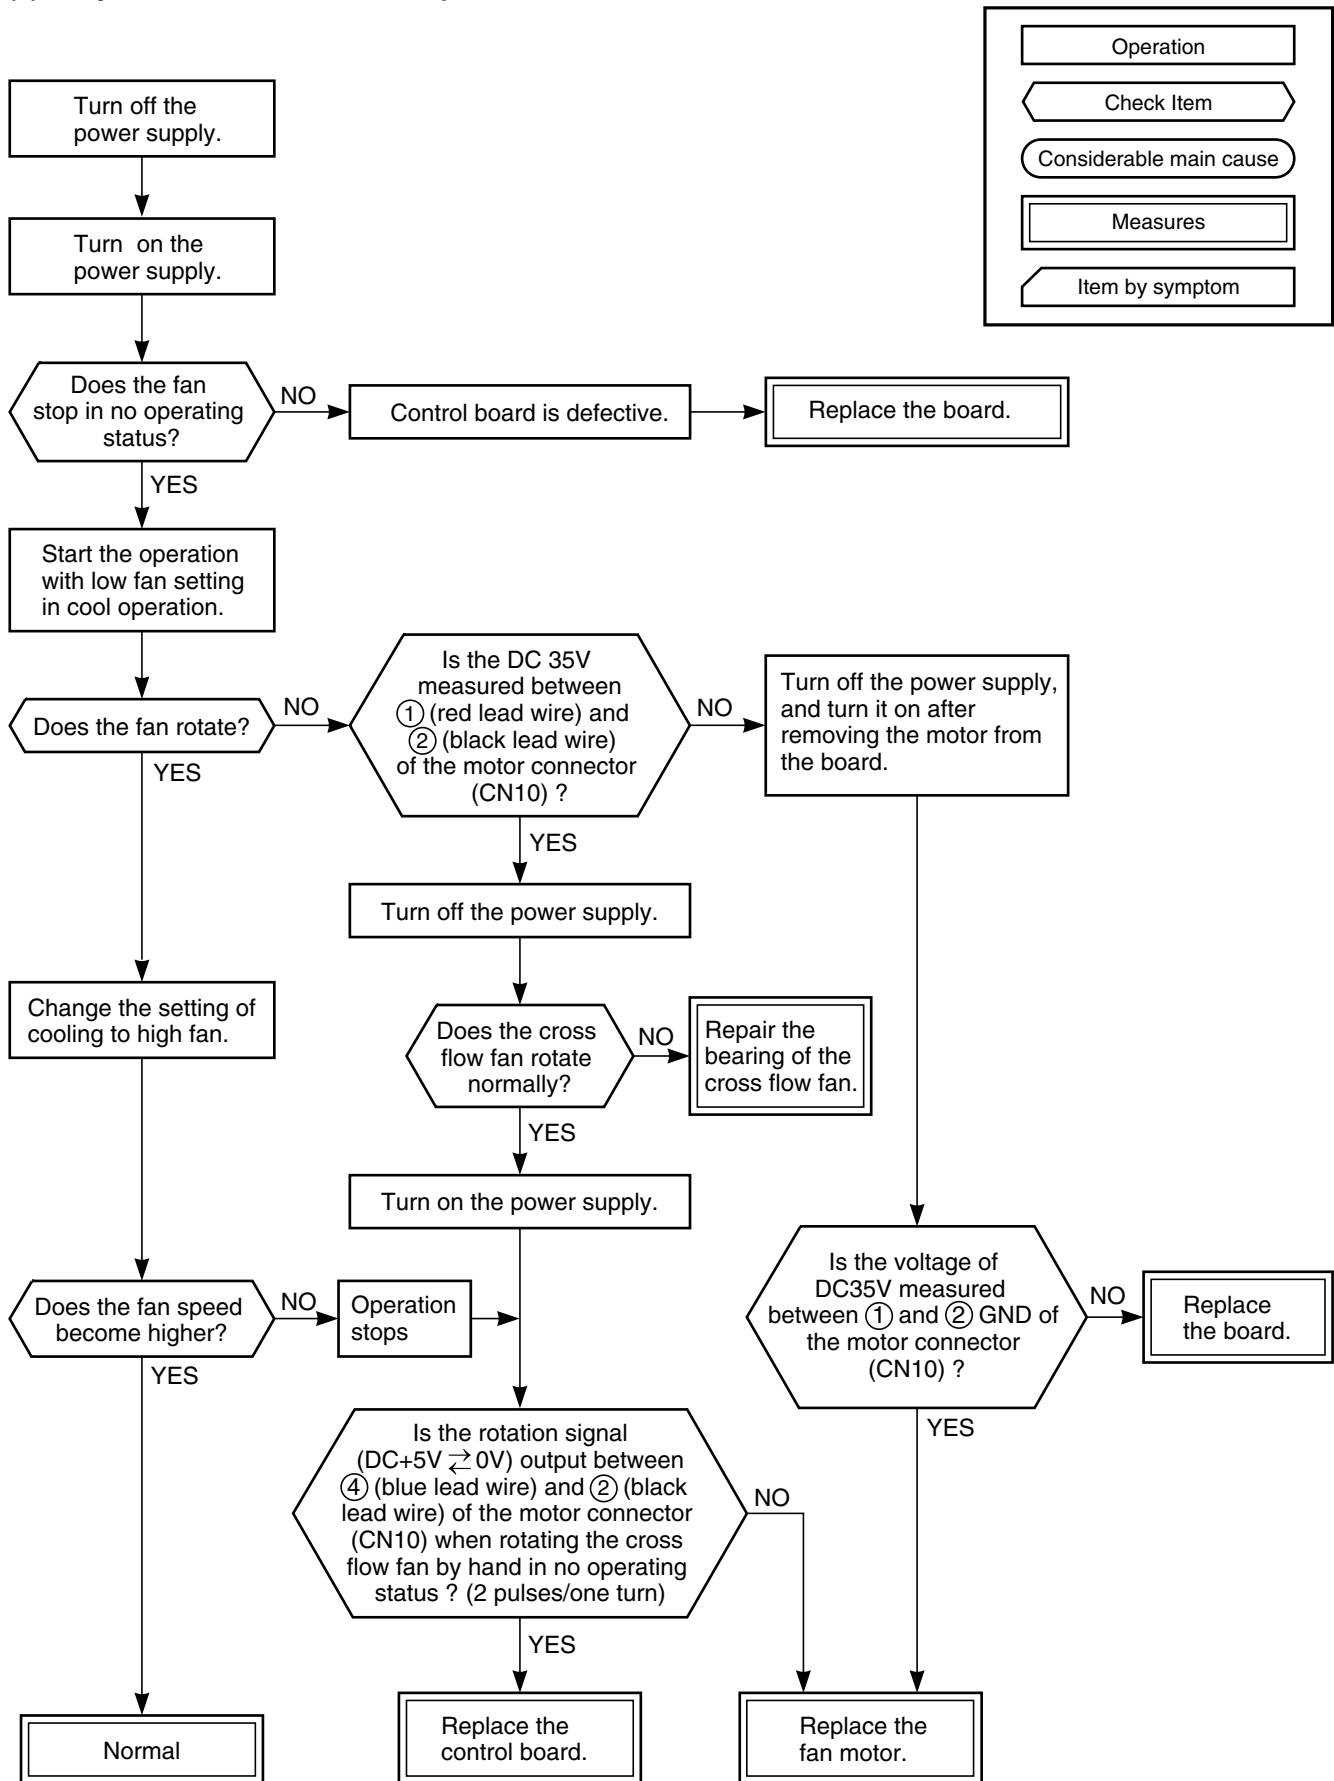 Operation
Check Item
Considerable main cause
Measures
Item by symptom
Turn off the
power supply.
Turn on the
power supply.
Does the fan
stop in no operating
status?
NO
Control board is defective.
Replace the board.
YES
Start the operation
with low fan setting
in cool operation.
Does the fan rotate?
NO
Is the DC 35V
measured between
① (red lead wire) and
② (black lead wire)
of the motor connector
(CN10) ?
NO
Turn off the power supply,
and turn it on after
removing the motor from
the board.
YES
YES
Turn off the power supply.
Change the setting of
cooling to high fan.
Does the cross
flow fan rotate
normally?
NO
Repair the
bearing of the
cross flow fan.
YES
Turn on the power supply.
Does the fan speed
become higher?
NO
Operation
stops
Is the voltage of
DC35V measured
between ① and ② GND of
the motor connector
(CN10) ?
NO
Replace
the board.
YES
YES
Is the rotation signal
(DC+5V ⇄ 0V) output between
④ (blue lead wire) and ② (black
lead wire) of the motor connector
(CN10) when rotating the cross
flow fan by hand in no operating
status ? (2 pulses/one turn)
NO
YES
Normal
Replace the
control board.
Replace the
fan motor.